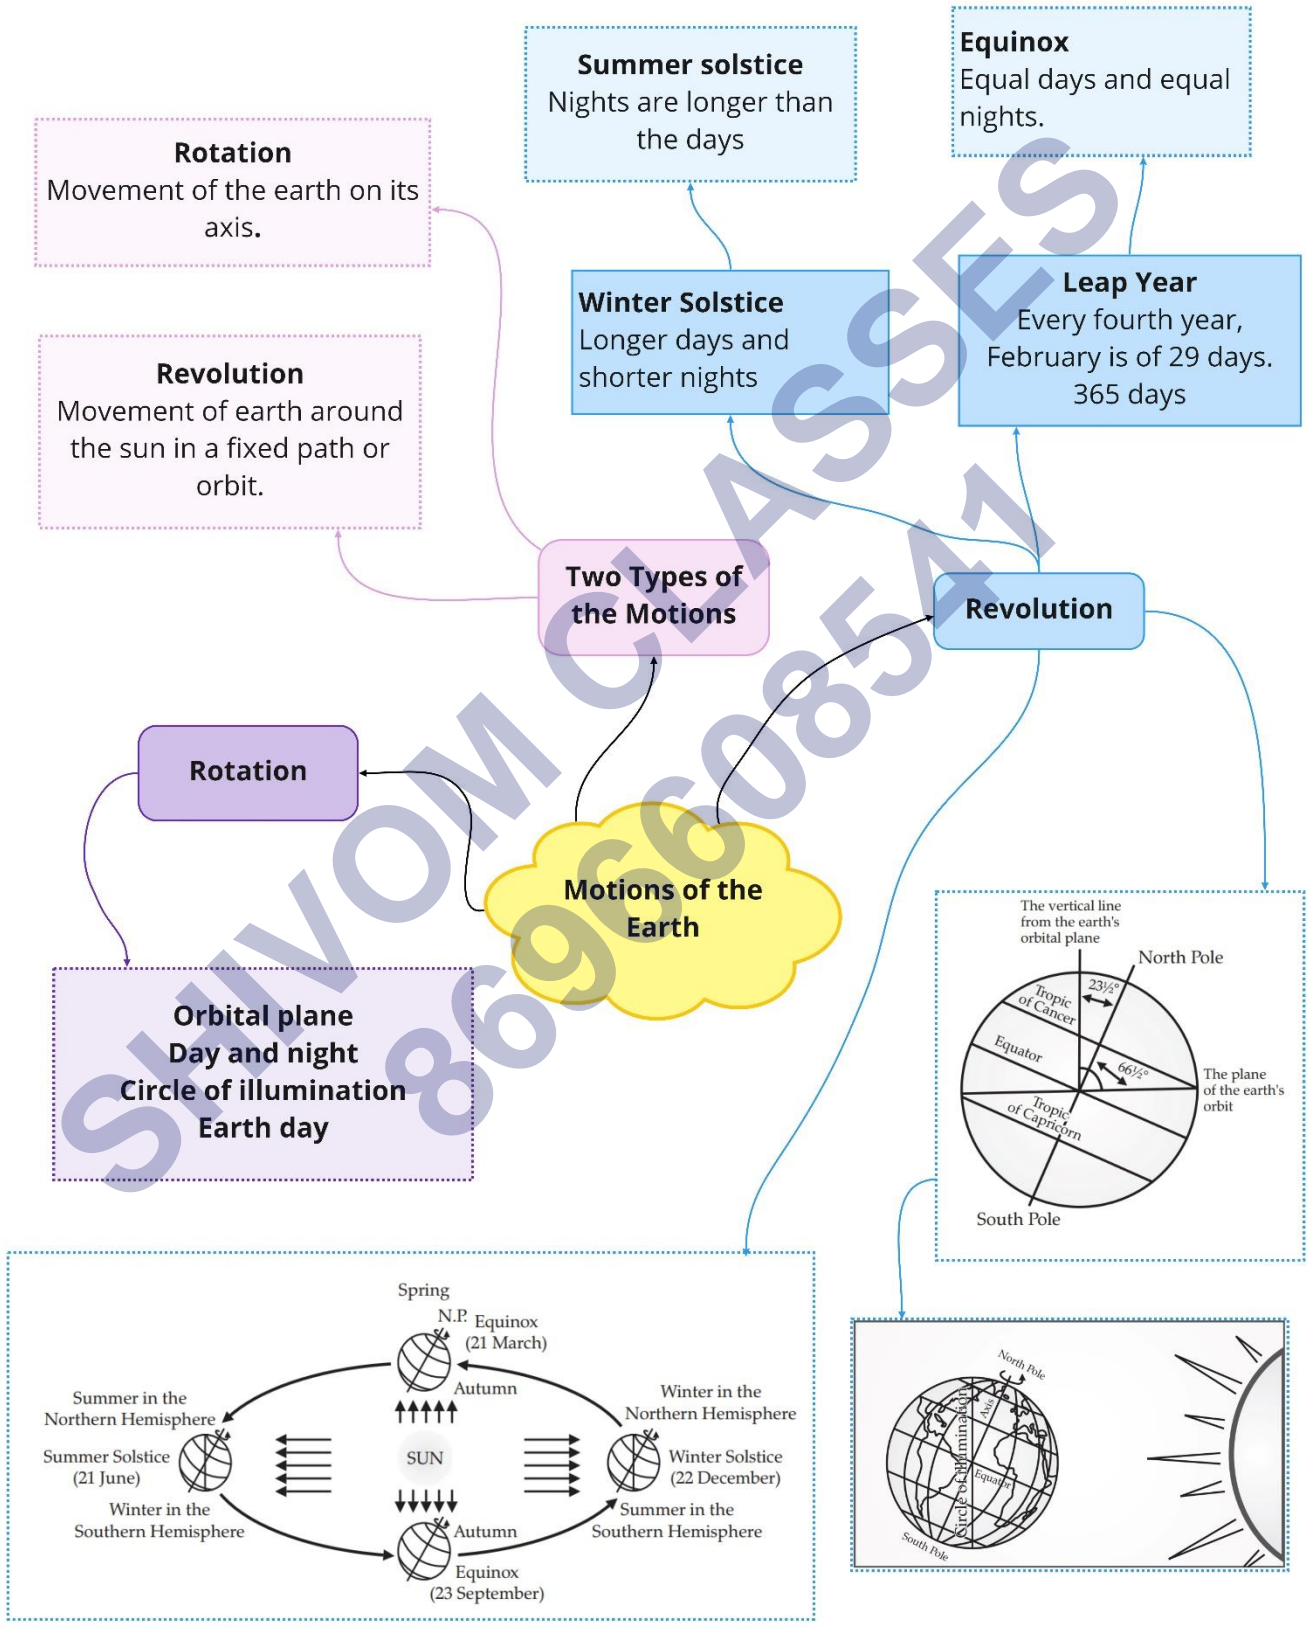 Summer solstice
Nights are longer than
the days
Equinox
Equal days and equal
nights.
Rotation
Movement of the earth on its
axis.
Winter Solstice
Longer days and
shorter nights
Leap Year
Every fourth year,
February is of 29 days.
365 days
Revolution
Movement of earth around
the sun in a fixed path or
orbit.
Two Types of
the Motions
Revolution
Rotation
Motions of the
Earth
Orbital plane
Day and night
Circle of illumination
Earth day
The vertical line
from the earth's
orbital plane
North Pole
23½°
Tropic
of Cancer
Equator
66½°
The plane
of the earth's
orbit
Tropic
of Capricorn
South Pole
Spring
N.P.
Equinox
(21 March)
Autumn
Summer in the
Northern Hemisphere
Summer Solstice
(21 June)
Winter in the
Southern Hemisphere
SUN
Winter in the
Northern Hemisphere
Winter Solstice
(22 December)
Summer in the
Southern Hemisphere
Autumn
Equinox
(23 September)
North Pole
Axis
Circle of illumination
Equator
South Pole
SHIVOM CLASSES
8696608541